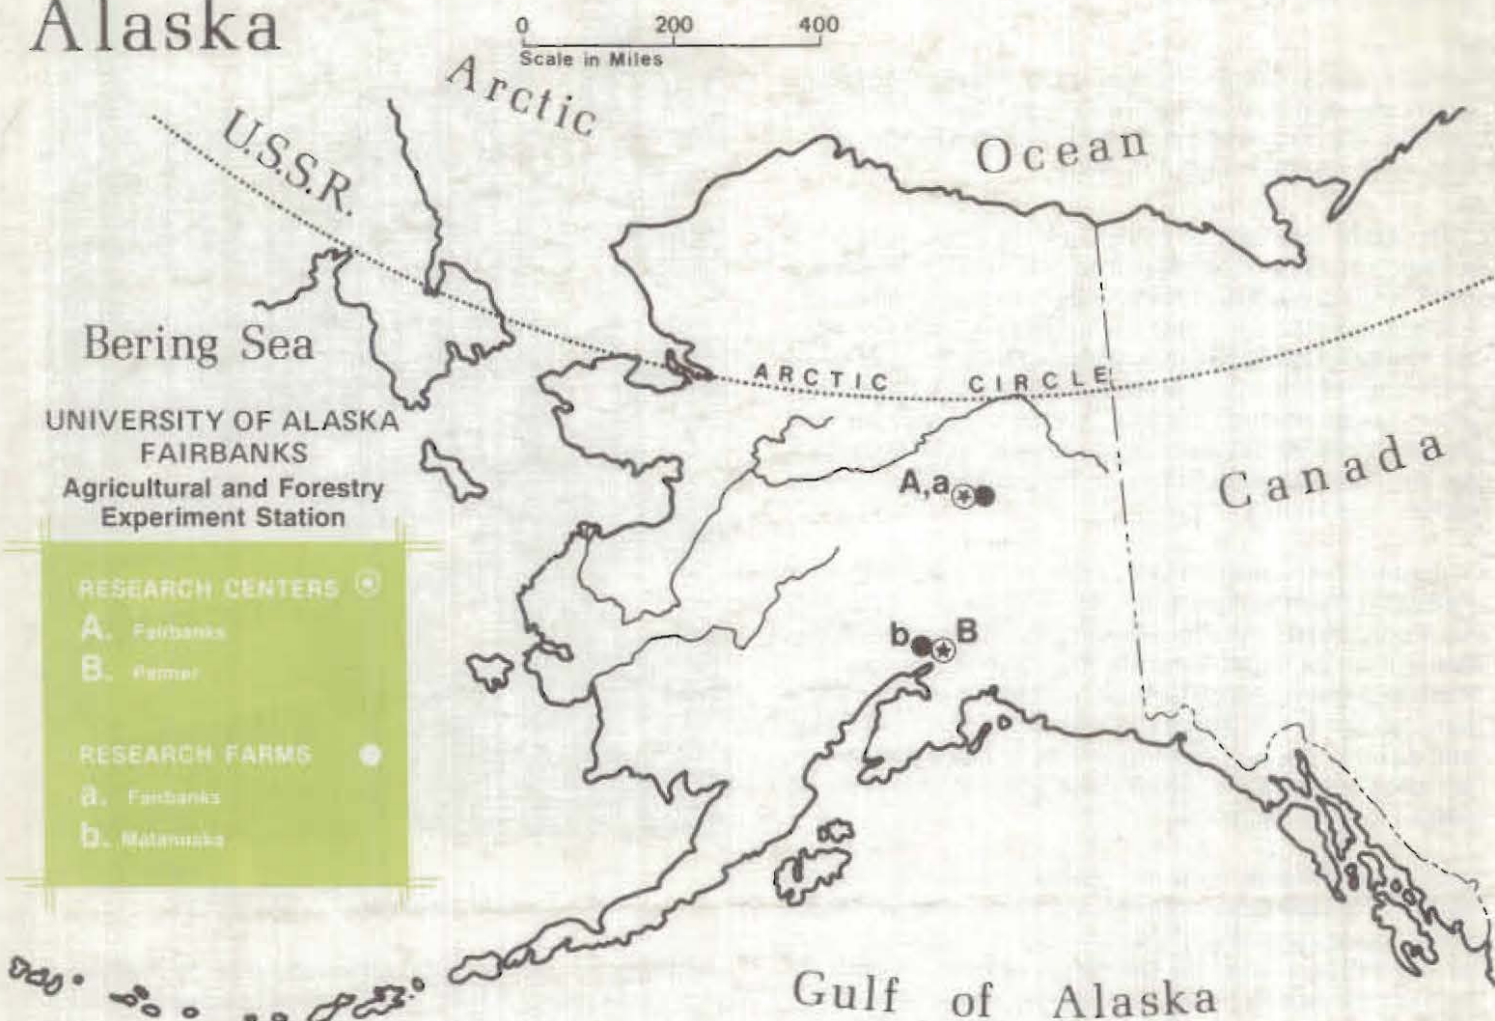 Alaska
0 200 400
Scale in Miles
Arctic
Ocean
U.S.S.R.
Bering Sea
ARCTIC CIRCLE
UNIVERSITY OF ALASKA
FAIRBANKS
Agricultural and Forestry
Experiment Station
Canada
A,a
RESEARCH CENTERS
A. Fairbanks
B. Palmer
b B
RESEARCH FARMS
a. Fairbanks
b. Matanuska
Gulf of Alaska